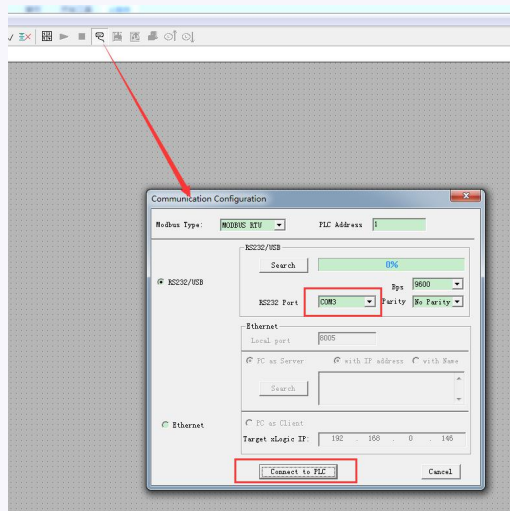 Communication Configuration
Modbus Type: MODBUS RTU PLC Address 1
RS232/USB
Search 0%
RS232/USB
Bps 9600
RS232 Port COM3 Parity No Parity
Ethernet
Local port 8005
PC as Server with IP address C with Name
Search
Ethernet
PC as Client
Target xLogic IP: 192 . 168 . 0 . 146
Connect to PLC Cancel